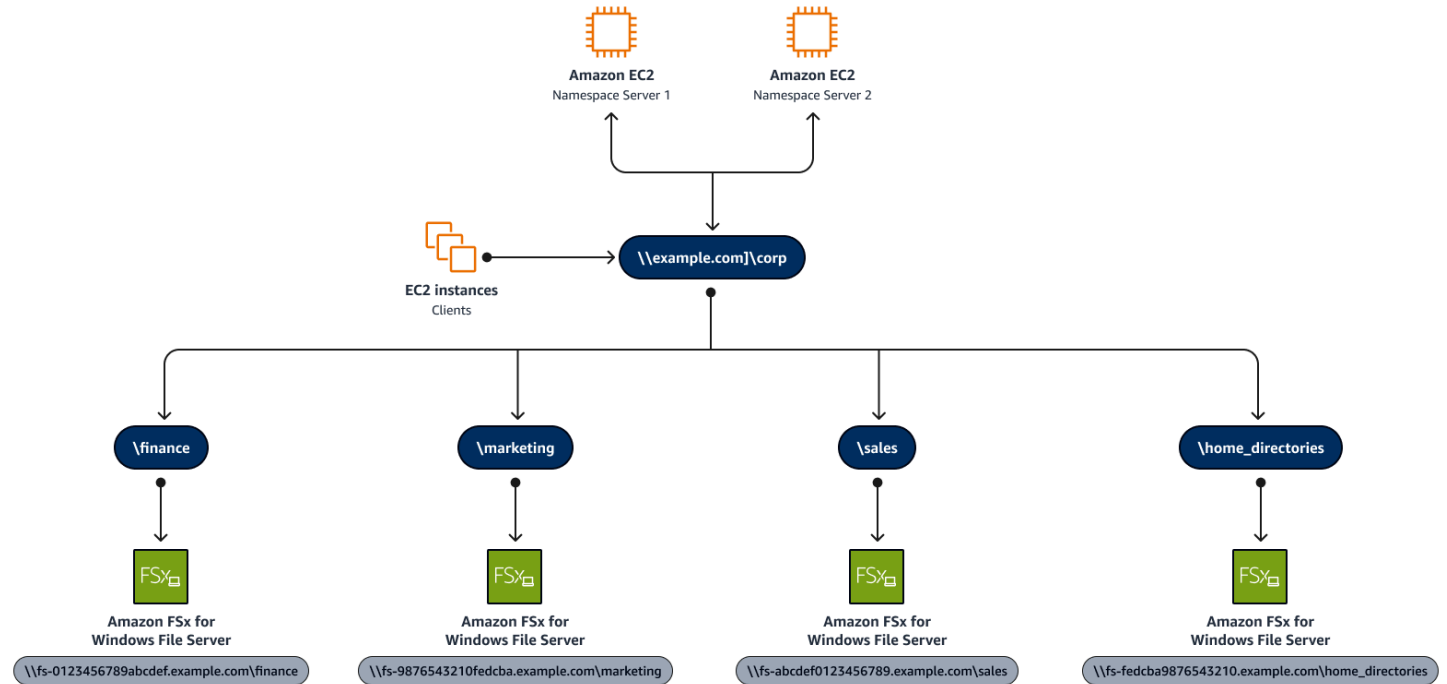 Amazon EC2
Namespace Server 1
Amazon EC2
Namespace Server 2
\\example.com]\corp
EC2 instances
Clients
\finance
\marketing
\sales
\home_directories
FSx
FSx
FSx
FSx
Amazon FSx for
Windows File Server
Amazon FSx for
Windows File Server
Amazon FSx for
Windows File Server
Amazon FSx for
Windows File Server
\\fs-0123456789abcdef.example.com\finance
\\fs-9876543210fedcba.example.com\marketing
\\fs-abcdef0123456789.example.com\sales
\\fs-fedcba9876543210.example.com\home_directories